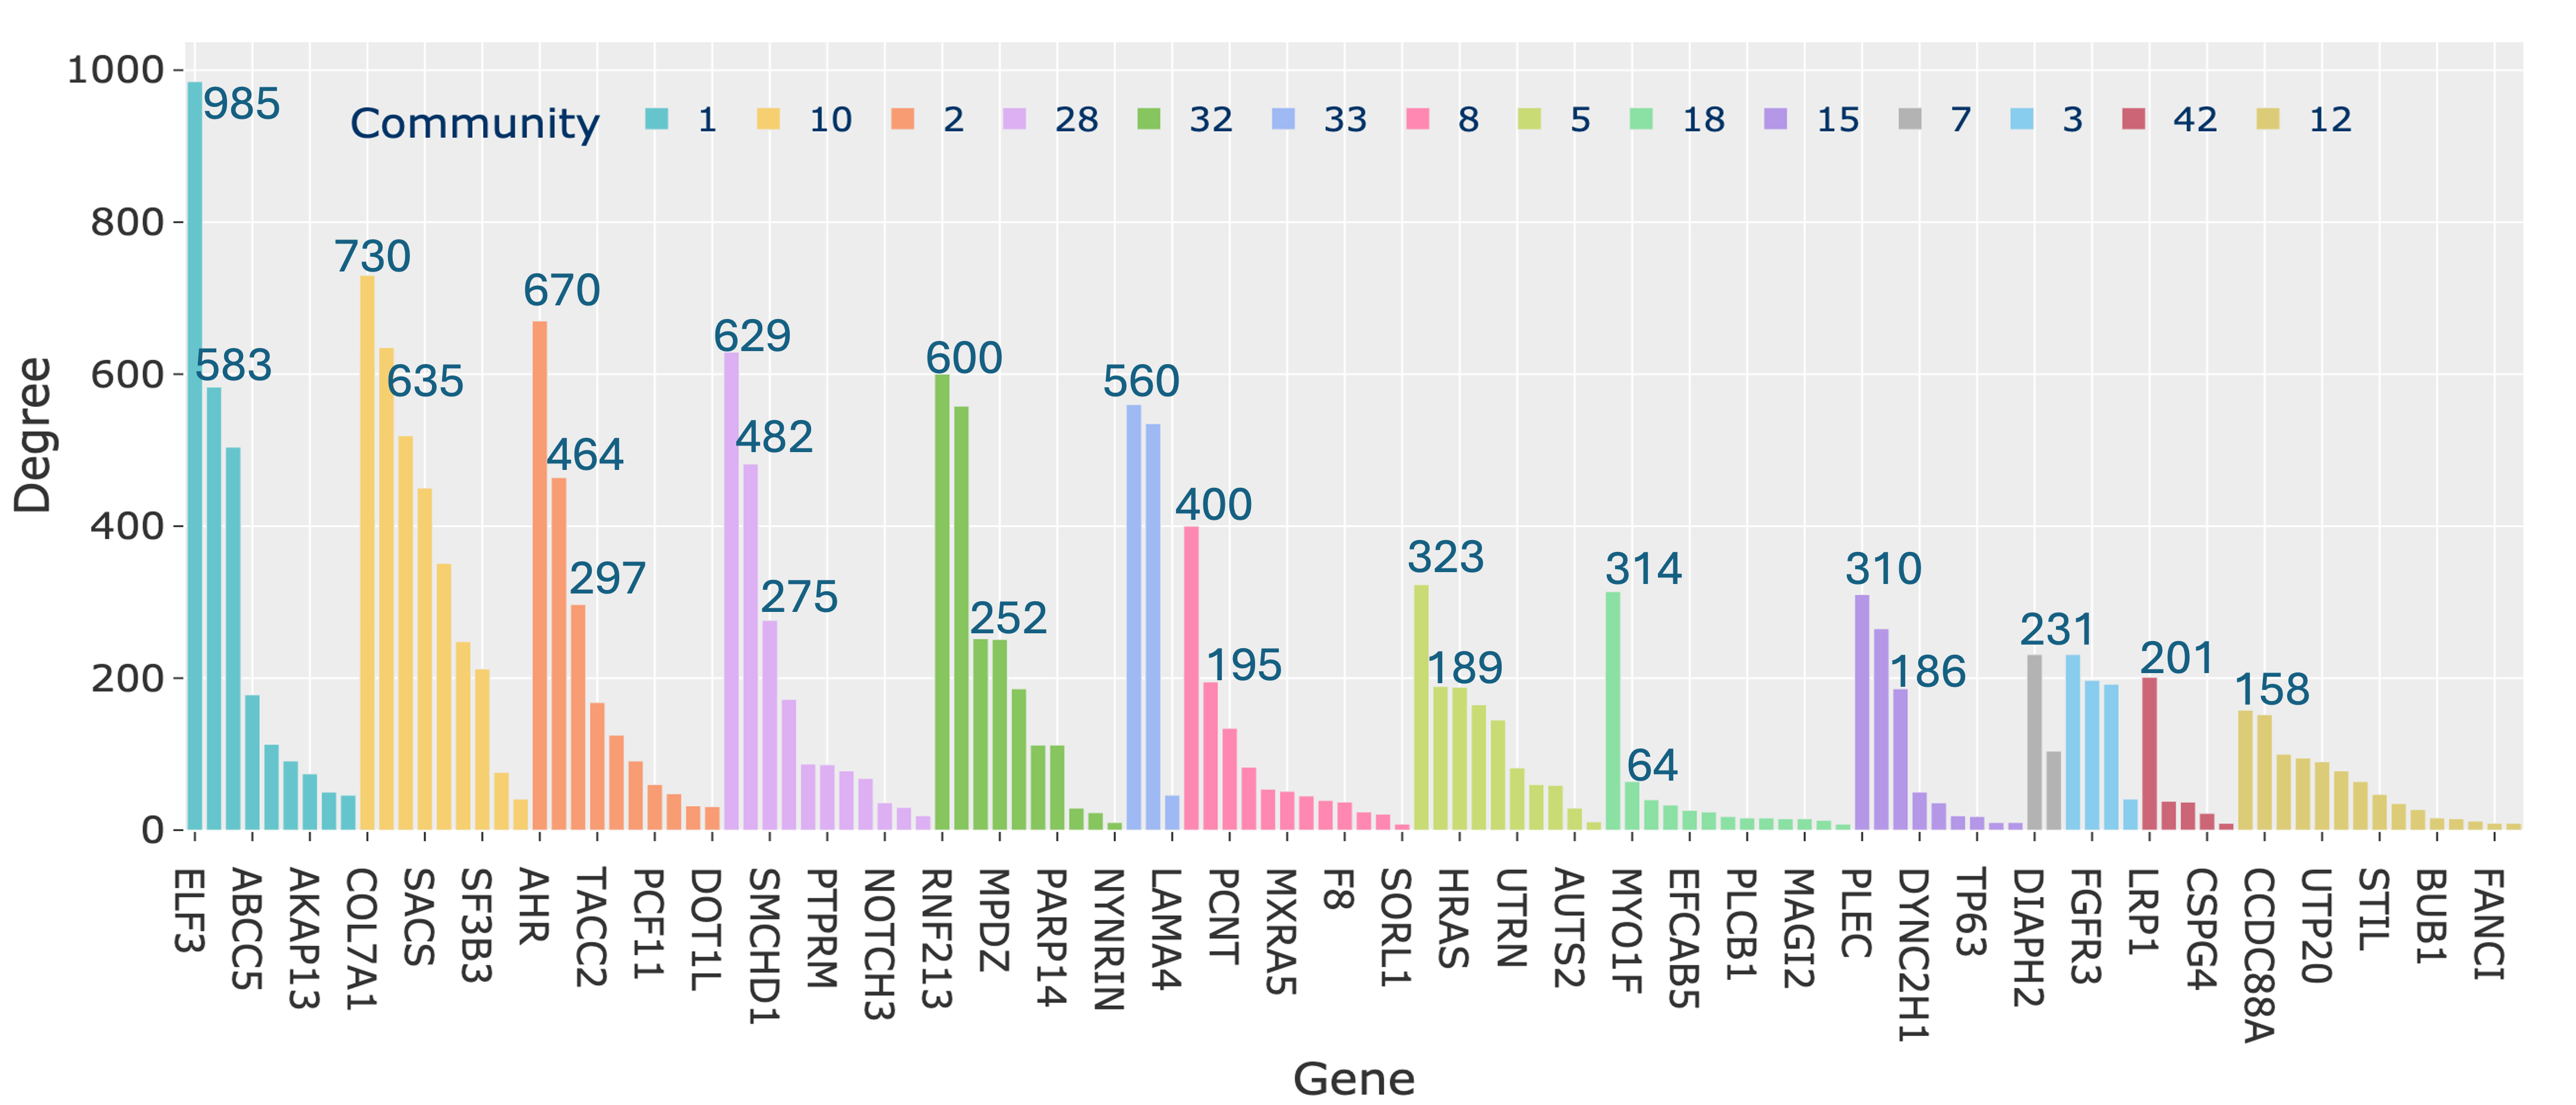 1000
800
600
400
200
0
Degree
Community 1 10 2 28 32 33 8 5 18 15 7 3 42 12
985
583
730
635
670
464
297
629
482
275
600
252
560
400
195
323
189
314
64
310
186
231
201
158
ELF3
ABCC5
AKAP13
COL7A1
SACS
SF3B3
AHR
TACC2
PCF11
DOT1L
SMCHD1
PTPRM
NOTCH3
RNF213
MPDZ
PARP14
NYNRIN
LAMA4
PCNT
MXRA5
F8
SORL1
HRAS
UTRN
AUTS2
MYO1F
EFCAB5
PLCB1
MAGI2
PLEC
DYNC2H1
TP63
DIAPH2
FGFR3
LRP1
CSPG4
CCDC88A
UTP20
STIL
BUB1
FANCI
Gene